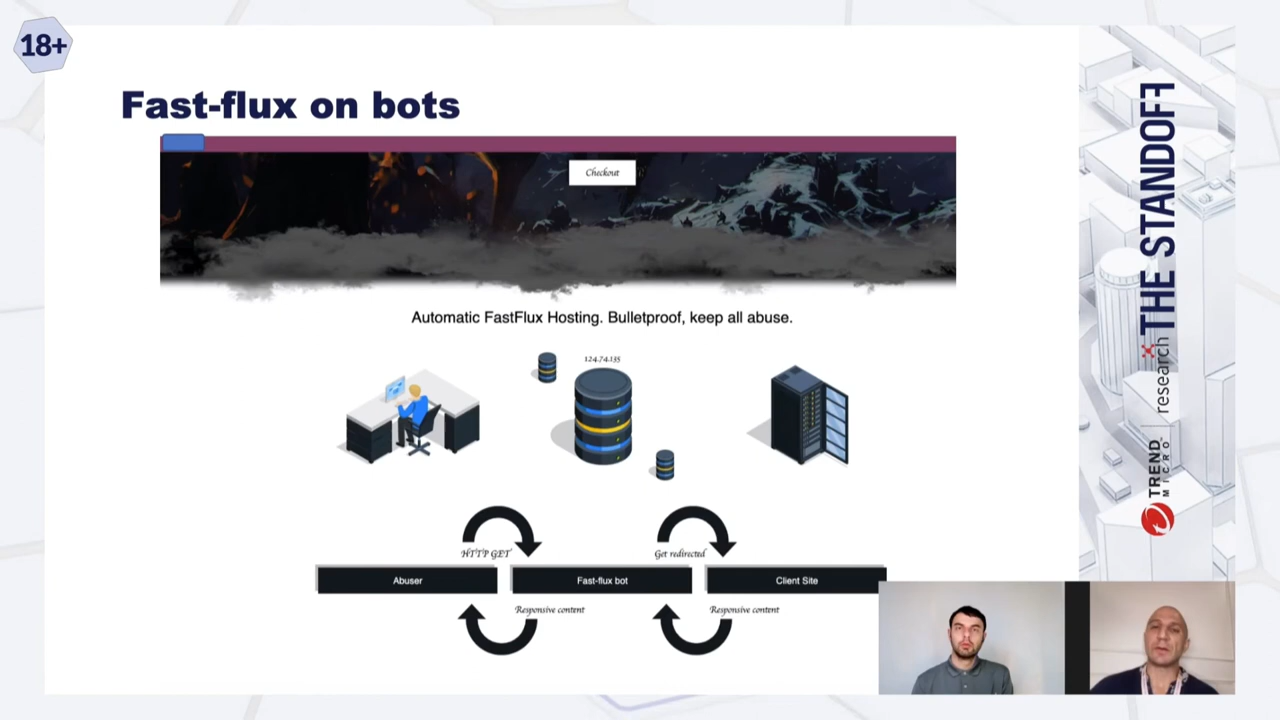 18+
Fast-flux on bots
Checkout
Automatic FastFlux Hosting. Bulletproof, keep all abuse.
124.74.135
HTTP GET
Get redirected
Abuser
Fast-flux bot
Client Site
Responsive content
Responsive content
THE STANDOFF
research
TREND
MICRO™